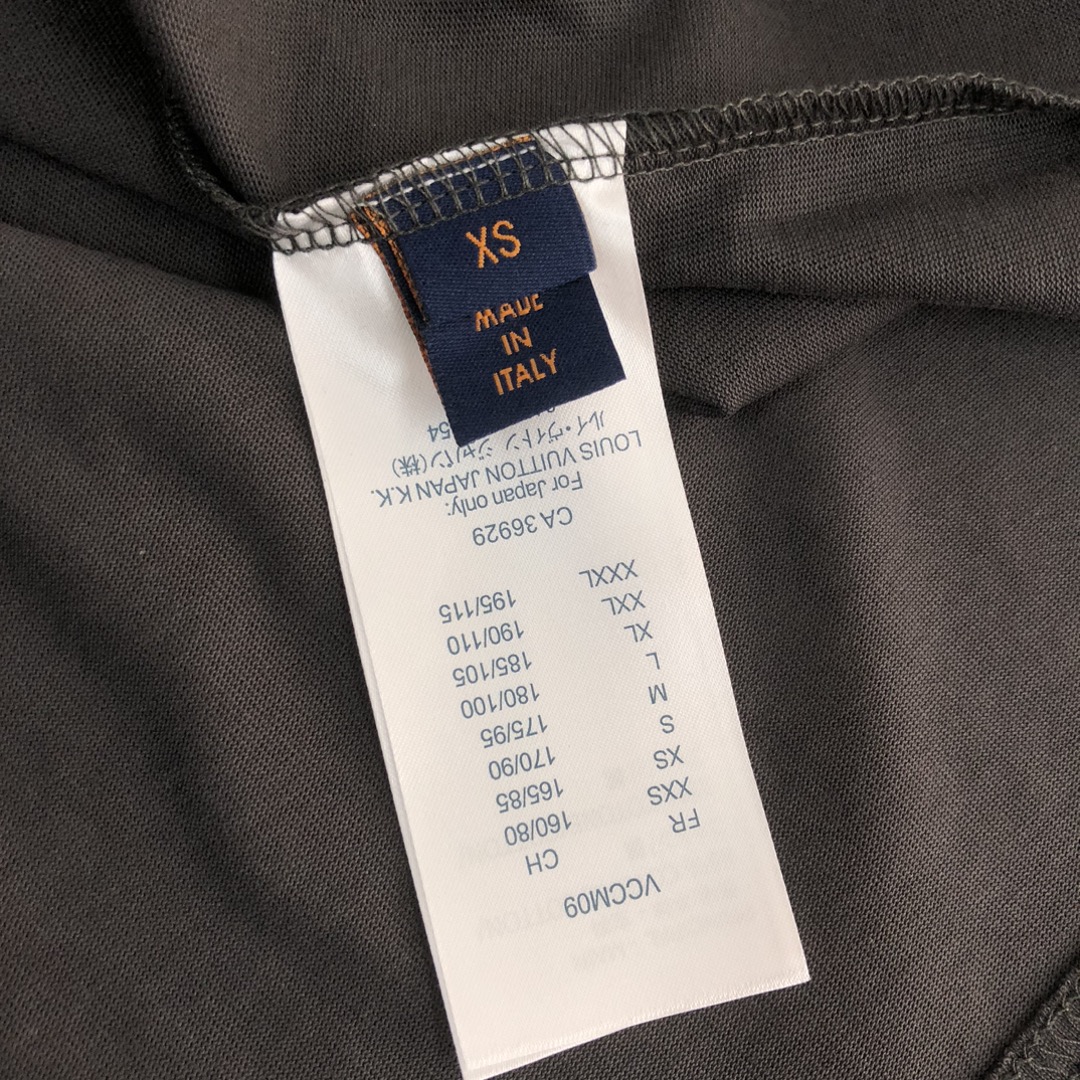 XS
MADE
IN
ITALY
VCCM09
FR CH
XXS 160/80
XS 165/85
S 170/90
M 175/95
L 180/100
XL 185/105
XXL 190/110
XXXL 195/115
CA 36929
For Japan only:
LOUIS VUITTON JAPAN K.K.
ルイ・ヴィトン ジャパン(株)
54